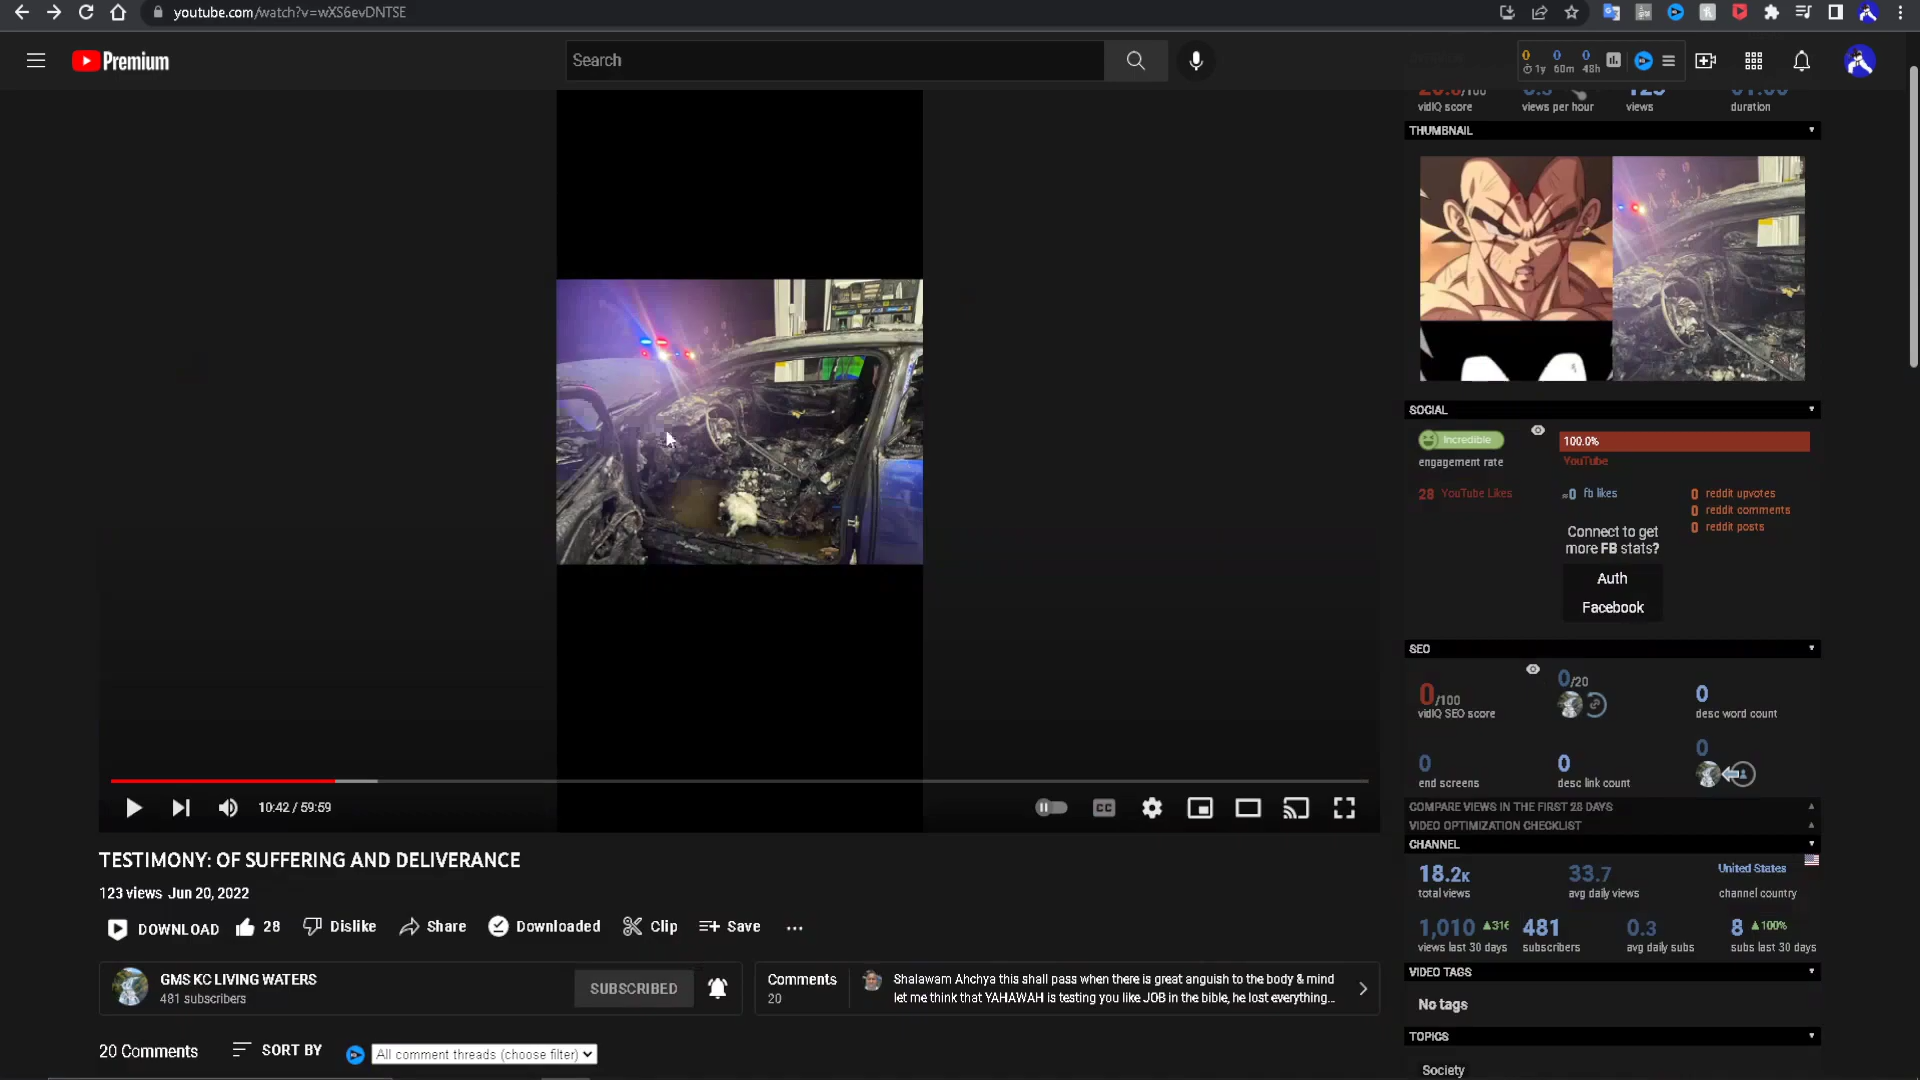 youtube.com/watch?v=wXS6evDNTSE
Premium
Search
0 0 0
1y 60m 48h
/100
vidIQ score views per hour views duration
THUMBNAIL
SOCIAL
Incredible
engagement rate
100.0%
YouTube
28 YouTube Likes
≈0 fb likes
0 reddit upvotes
0 reddit comments
0 reddit posts
Connect to get
more FB stats?
Auth
Facebook
SEO
0/100
vidIQ SEO score
0/20
0
desc word count
0
end screens
0
desc link count
0
COMPARE VIEWS IN THE FIRST 28 DAYS
VIDEO OPTIMIZATION CHECKLIST
CHANNEL
18.2K
total views
33.7
avg daily views
United States
channel country
1,010 ▲316
views last 30 days
481
subscribers
0.3
avg daily subs
8 ▲100%
subs last 30 days
VIDEO TAGS
No tags
TOPICS
Society
10:42 / 59:59
CC
TESTIMONY: OF SUFFERING AND DELIVERANCE
123 views Jun 20, 2022
DOWNLOAD 28 Dislike Share Downloaded Clip Save ...
GMS KC LIVING WATERS
481 subscribers
SUBSCRIBED
Comments
20
Shalawam Ahchya this shall pass when there is great anguish to the body & mind
let me think that YAHAWAH is testing you like JOB in the bible, he lost everything...
20 Comments SORT BY All comment threads (choose filter)